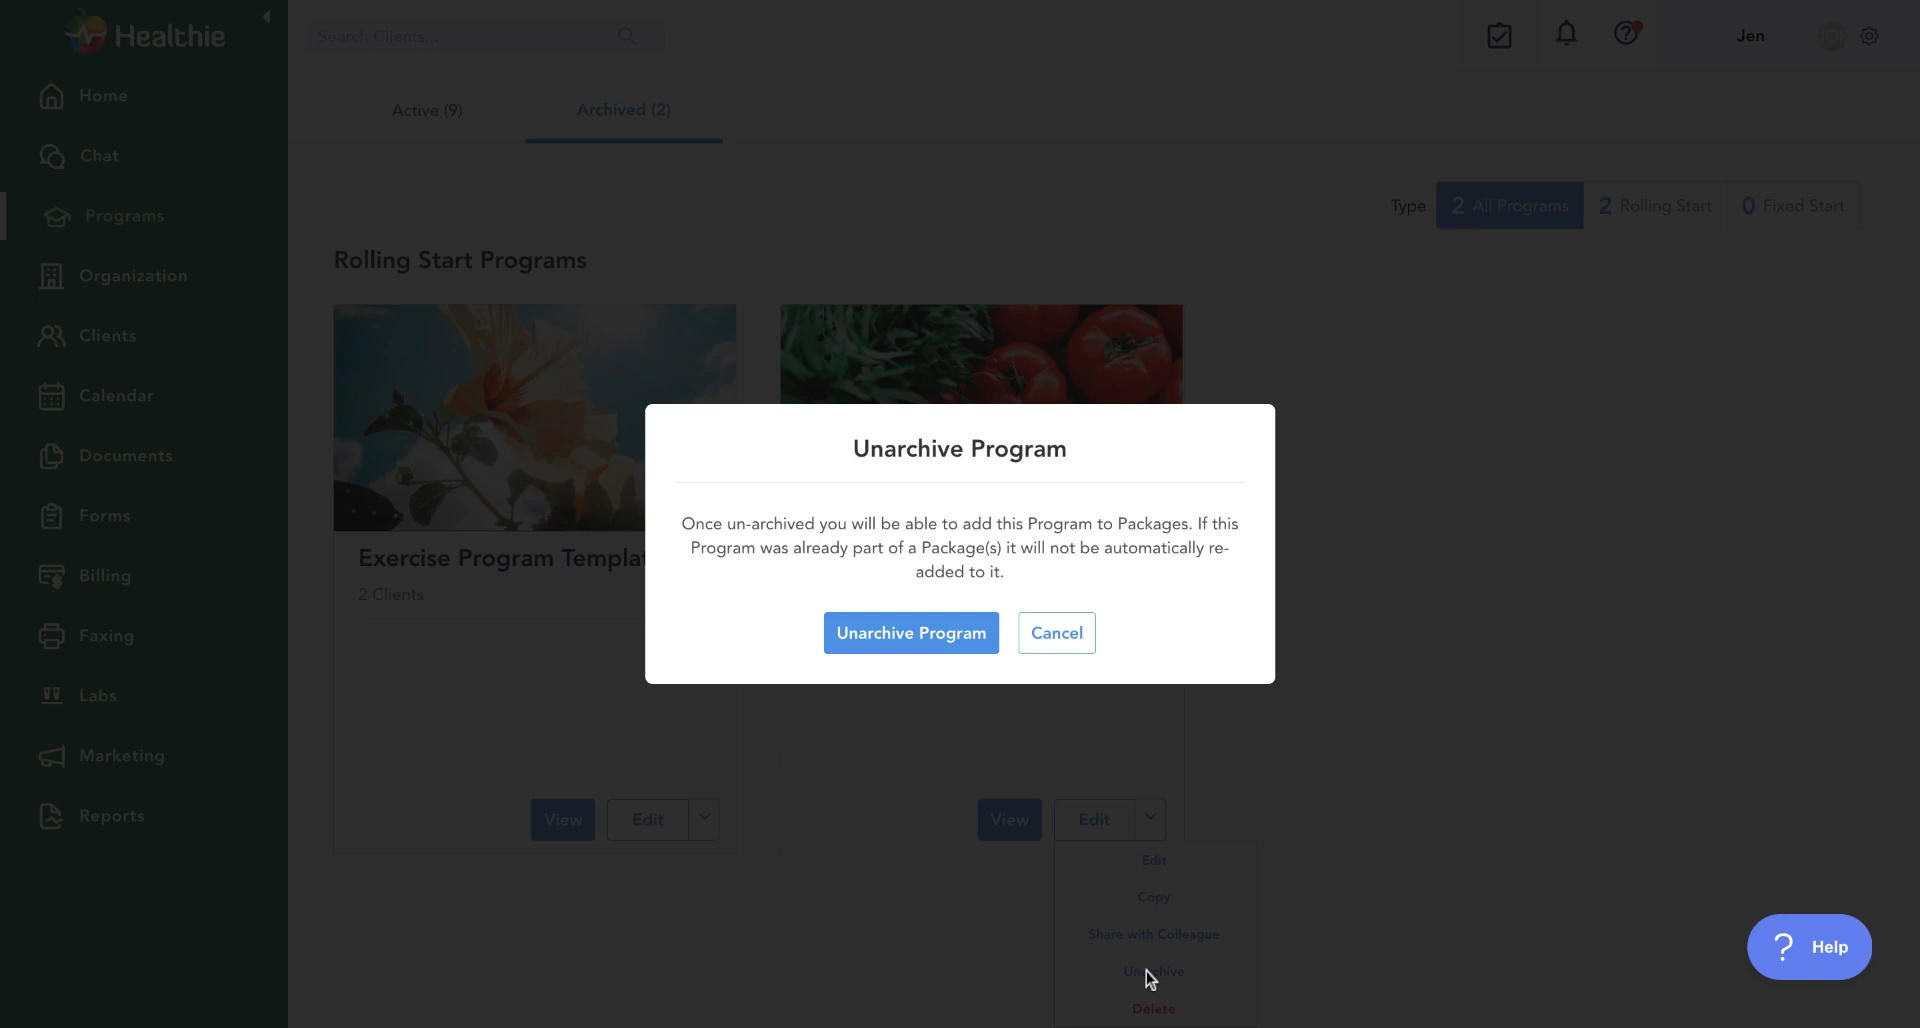 Healthie
Search Clients...
Jen
Home
Chat
Programs
Organization
Clients
Calendar
Documents
Forms
Billing
Faxing
Labs
Marketing
Reports
Active (9)
Archived (2)
Type
2 All Programs
2 Rolling Start
0 Fixed Start
Rolling Start Programs
Exercise Program Templat
2 Clients
View
Edit
View
Edit
Edit
Copy
Share with Colleague
Unarchive
Delete
Unarchive Program
Once un-archived you will be able to add this Program to Packages. If this
Program was already part of a Package(s) it will not be automatically re-
added to it.
Unarchive Program
Cancel
? Help